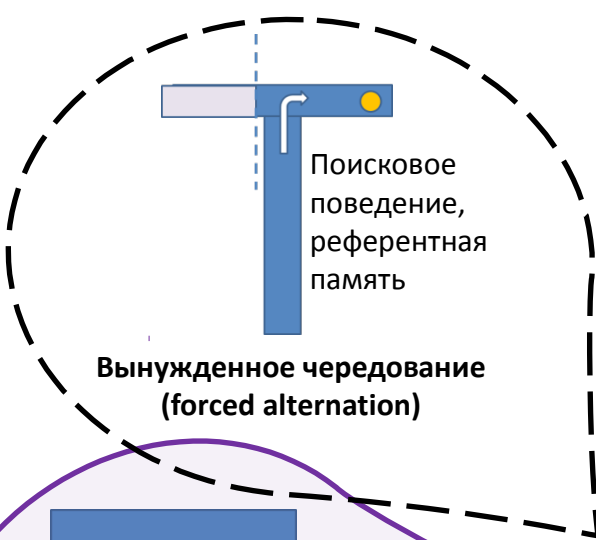 Поисковое
поведение,
референтная
память
Вынужденное чередование
(forced alternation)